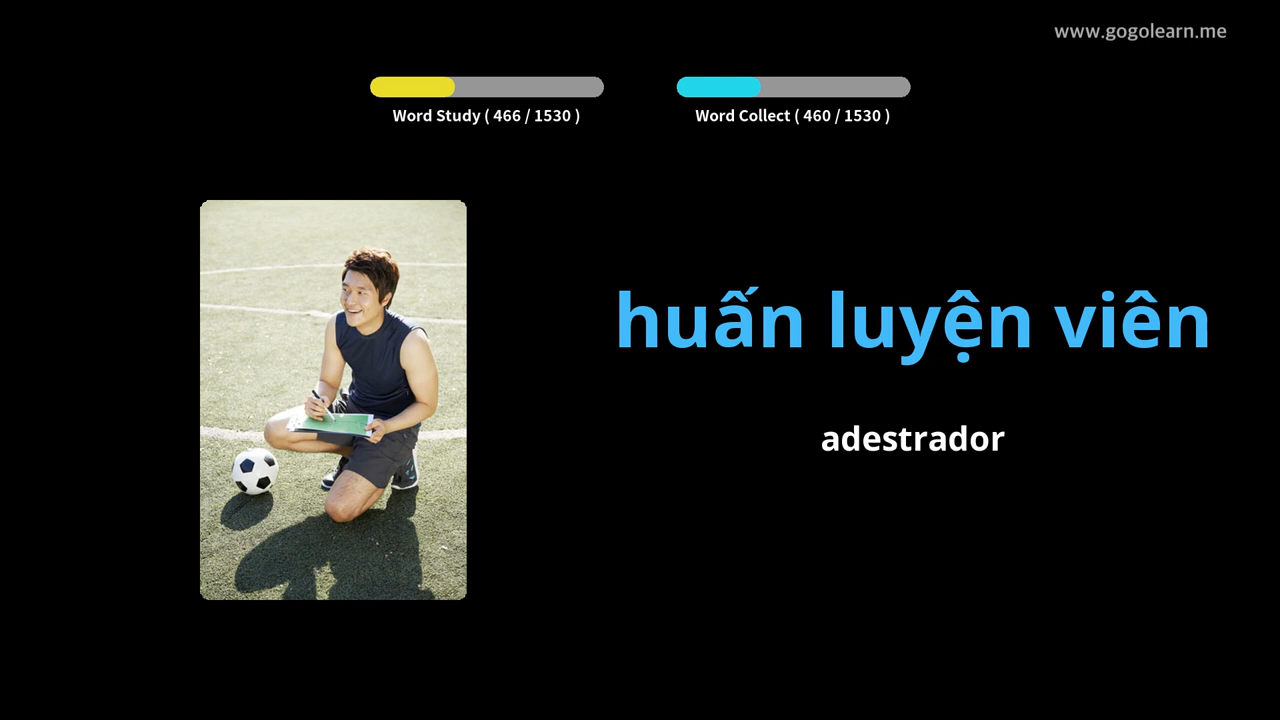 www.gogolearn.me
Word Study ( 466 / 1530 )
Word Collect ( 460 / 1530 )
huấn luyện viên
adestrador